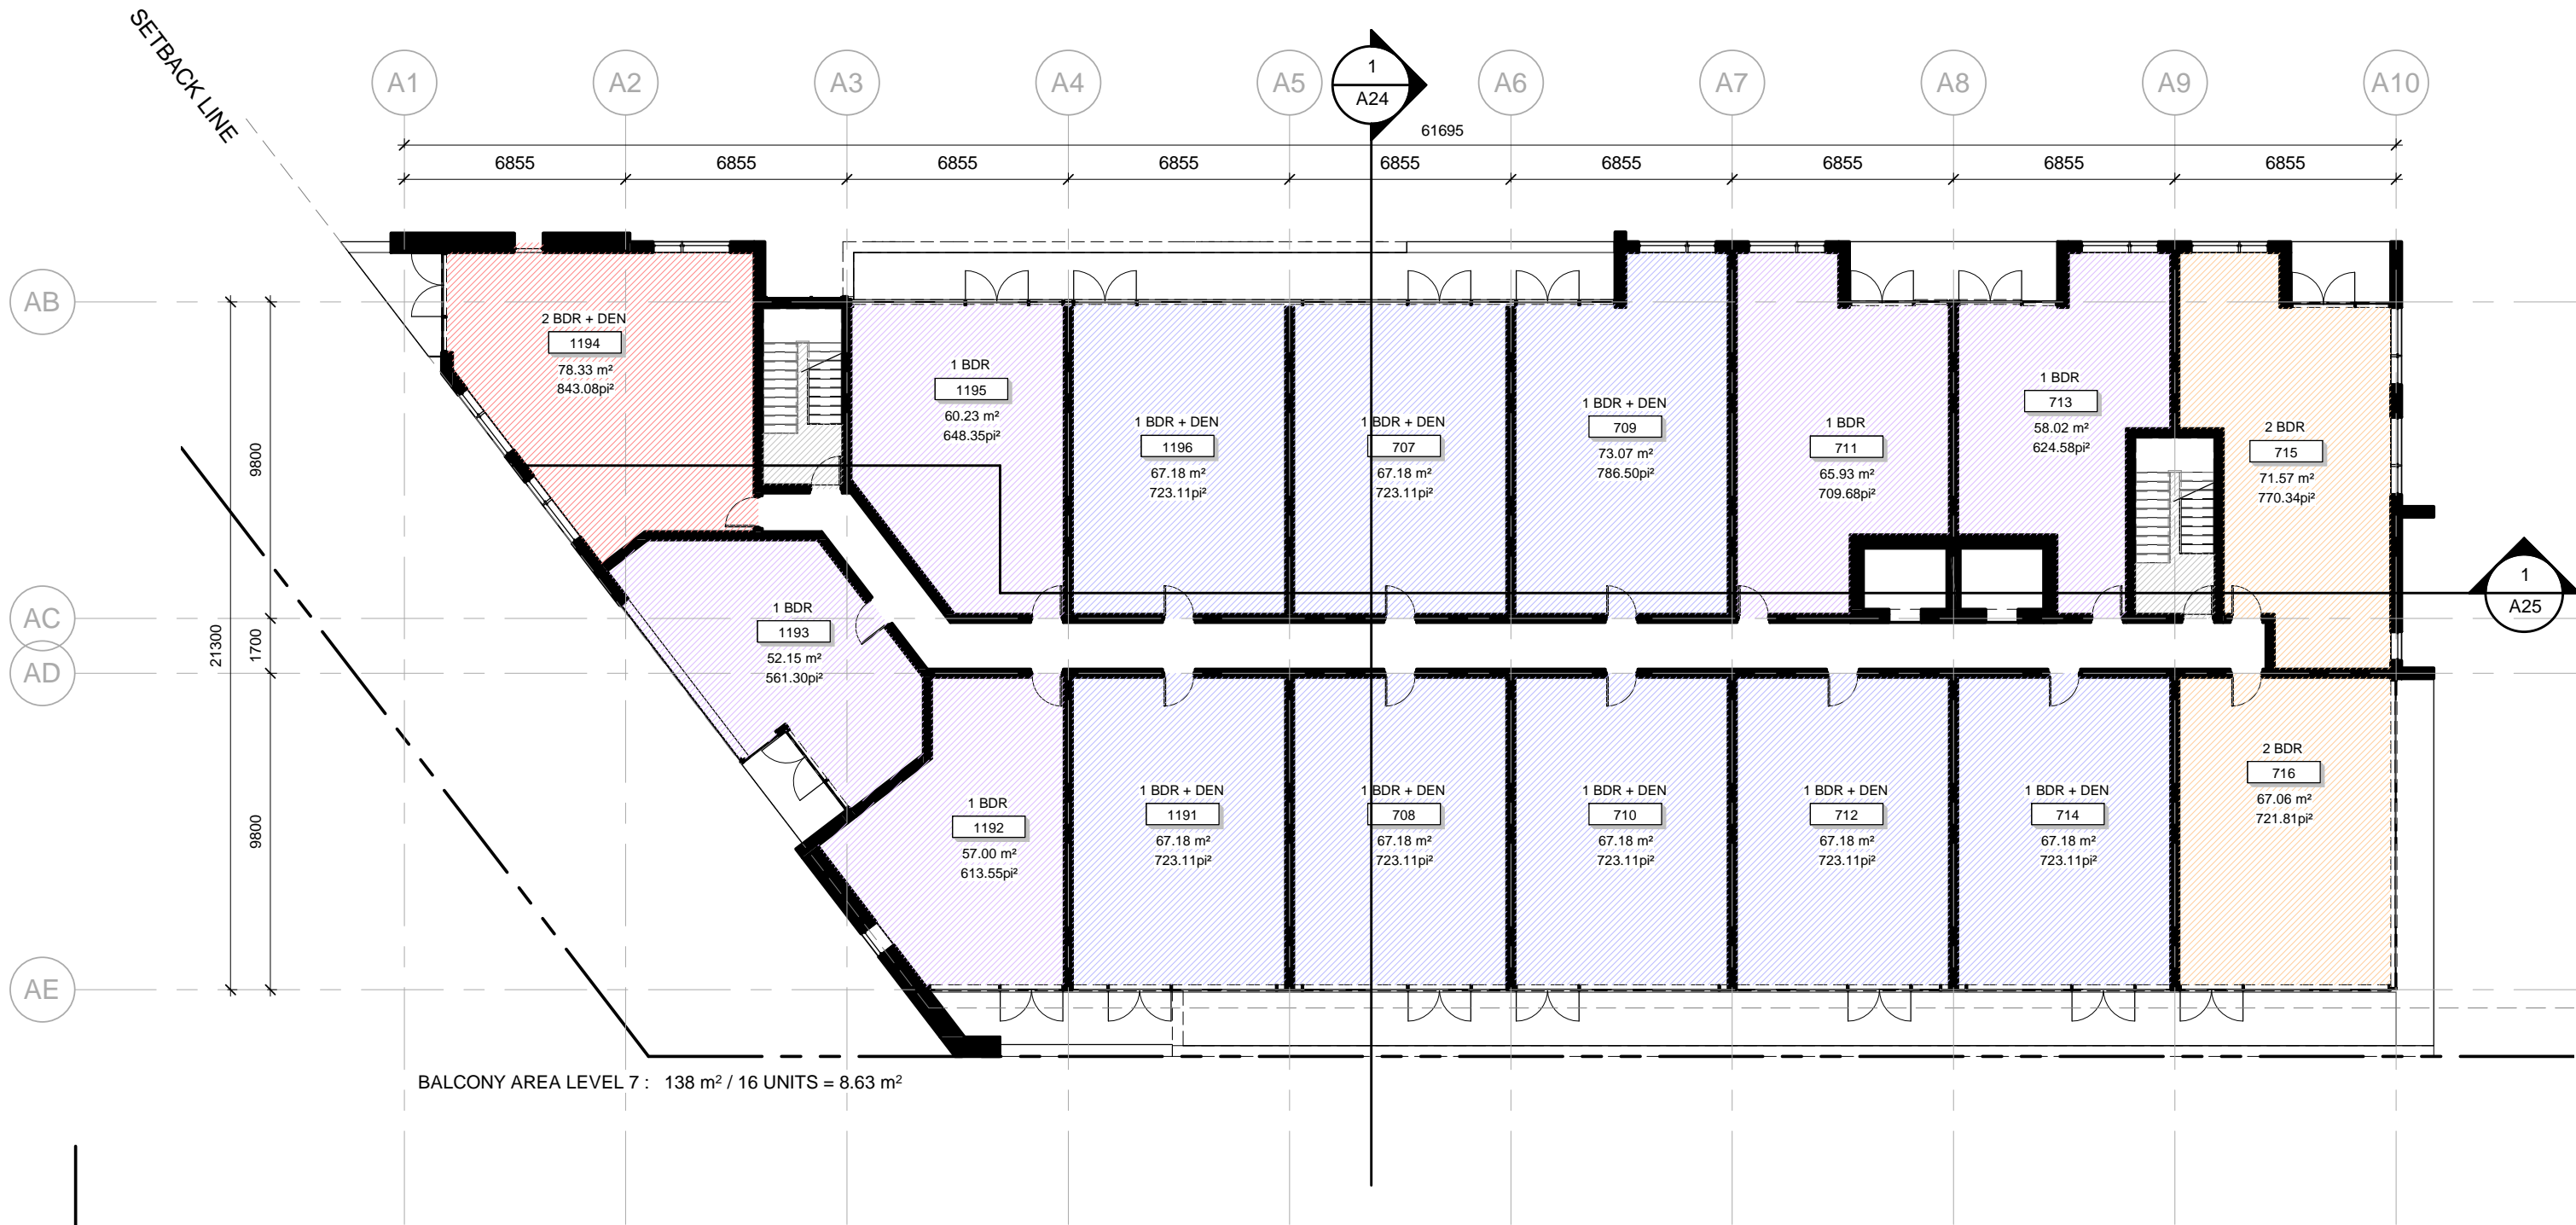 SETBACK LINE
A1
A2
A3
A4
A5
A6
A7
A8
A9
A10
1
A24
61695
6855
6855
6855
6855
6855
6855
6855
6855
6855
AB
AC
AD
AE
21300
9800
1700
9800
2 BDR + DEN
1194
78.33 m²
843.08pi²
1 BDR
1195
60.23 m²
648.35pi²
1 BDR + DEN
1196
67.18 m²
723.11pi²
1 BDR + DEN
707
67.18 m²
723.11pi²
1 BDR + DEN
709
73.07 m²
786.50pi²
1 BDR
711
65.93 m²
709.68pi²
1 BDR
713
58.02 m²
624.58pi²
2 BDR
715
71.57 m²
770.34pi²
1
A25
1 BDR
1193
52.15 m²
561.30pi²
1 BDR
1192
57.00 m²
613.55pi²
1 BDR + DEN
1191
67.18 m²
723.11pi²
1 BDR + DEN
708
67.18 m²
723.11pi²
1 BDR + DEN
710
67.18 m²
723.11pi²
1 BDR + DEN
712
67.18 m²
723.11pi²
1 BDR + DEN
714
67.18 m²
723.11pi²
2 BDR
716
67.06 m²
721.81pi²
BALCONY AREA LEVEL 7 : 138 m² / 16 UNITS = 8.63 m²